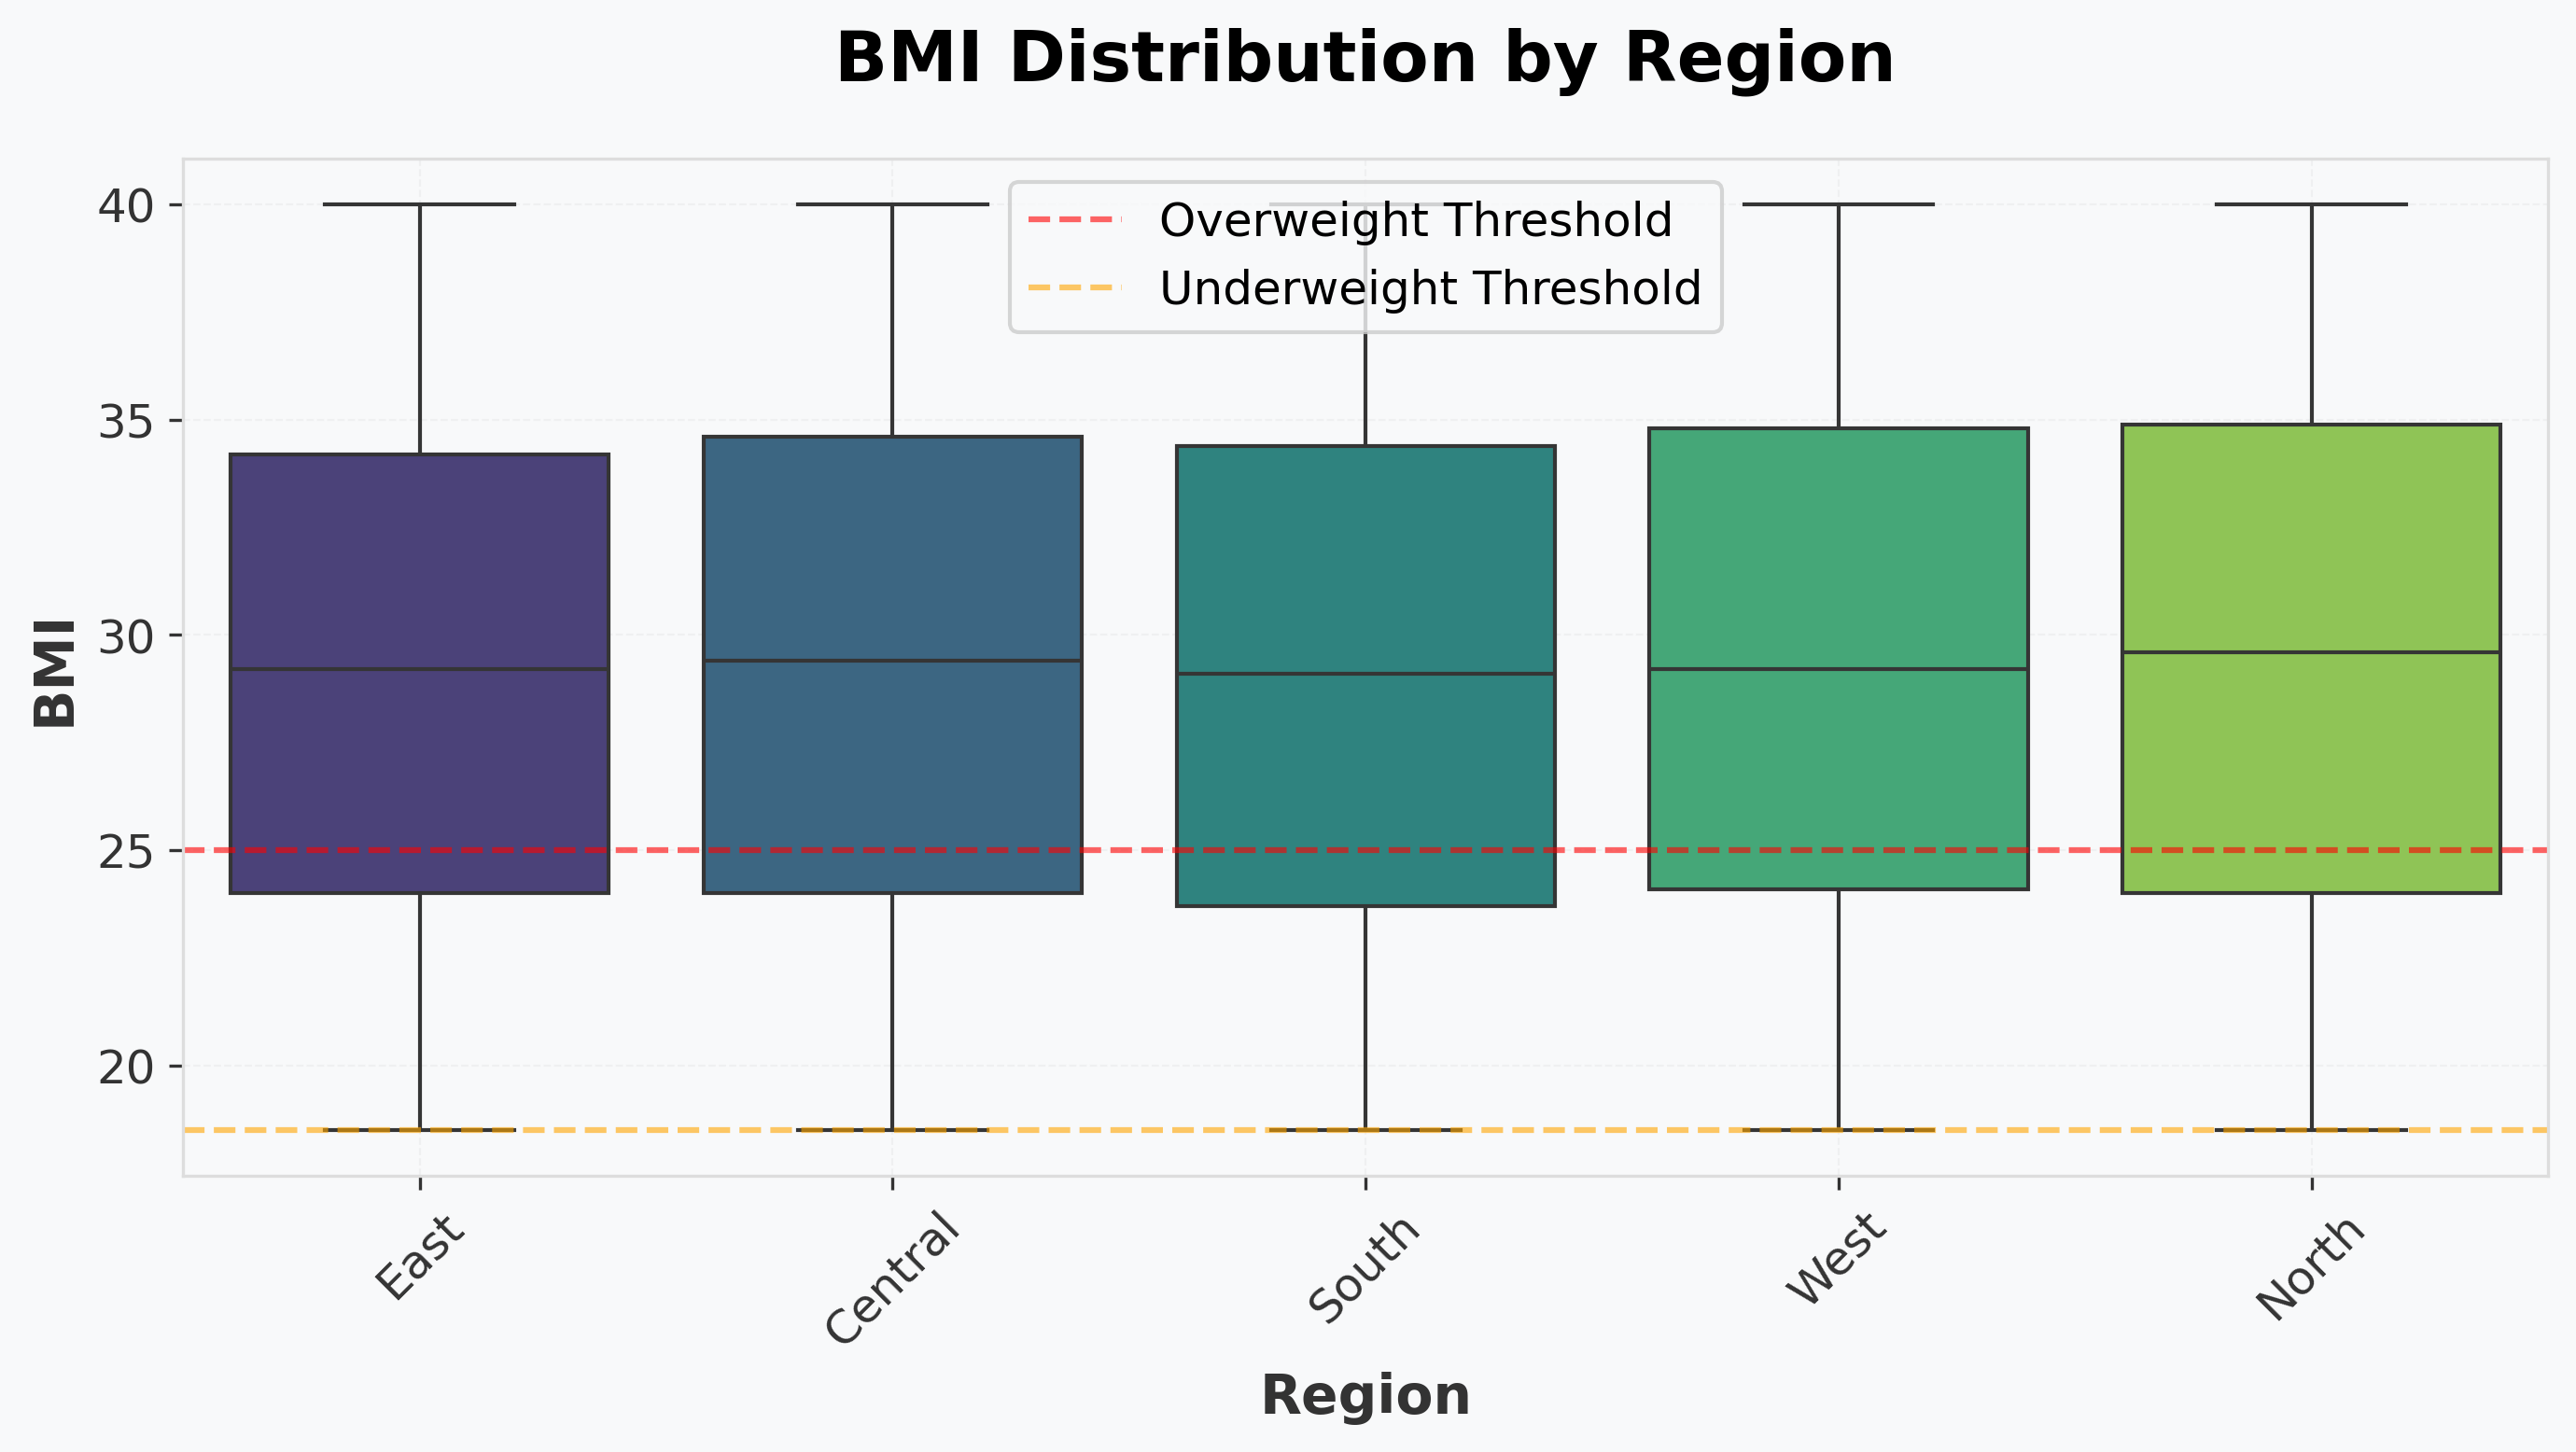 BMI Distribution by Region
Overweight Threshold
Underweight Threshold
40
35
30
25
20
BMI
East
Central
South
West
North
Region